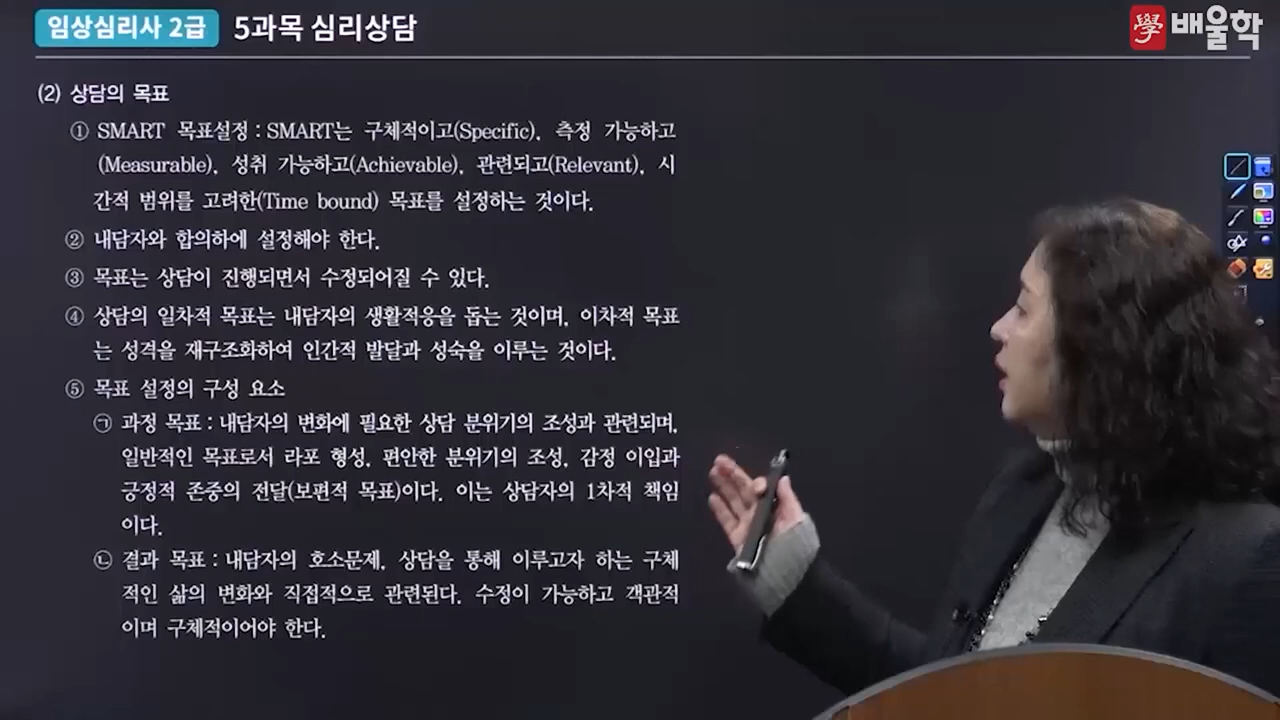 임상심리사 2급 5과목 심리상담
學 배울학
(2) 상담의 목표
① SMART 목표설정 : SMART는 구체적이고(Specific), 측정 가능하고
(Measurable), 성취 가능하고(Achievable), 관련되고(Relevant), 시
간적 범위를 고려한(Time bound) 목표를 설정하는 것이다.
② 내담자와 합의하에 설정해야 한다.
③ 목표는 상담이 진행되면서 수정되어질 수 있다.
④ 상담의 일차적 목표는 내담자의 생활적응을 돕는 것이며, 이차적 목표
는 성격을 재구조화하여 인간적 발달과 성숙을 이루는 것이다.
⑤ 목표 설정의 구성 요소
㉠ 과정 목표 : 내담자의 변화에 필요한 상담 분위기의 조성과 관련되며,
일반적인 목표로서 라포 형성, 편안한 분위기의 조성, 감정 이입과
긍정적 존중의 전달(보편적 목표)이다. 이는 상담자의 1차적 책임
이다.
㉡ 결과 목표 : 내담자의 호소문제, 상담을 통해 이루고자 하는 구체
적인 삶의 변화와 직접적으로 관련된다. 수정이 가능하고 객관적
이며 구체적이어야 한다.